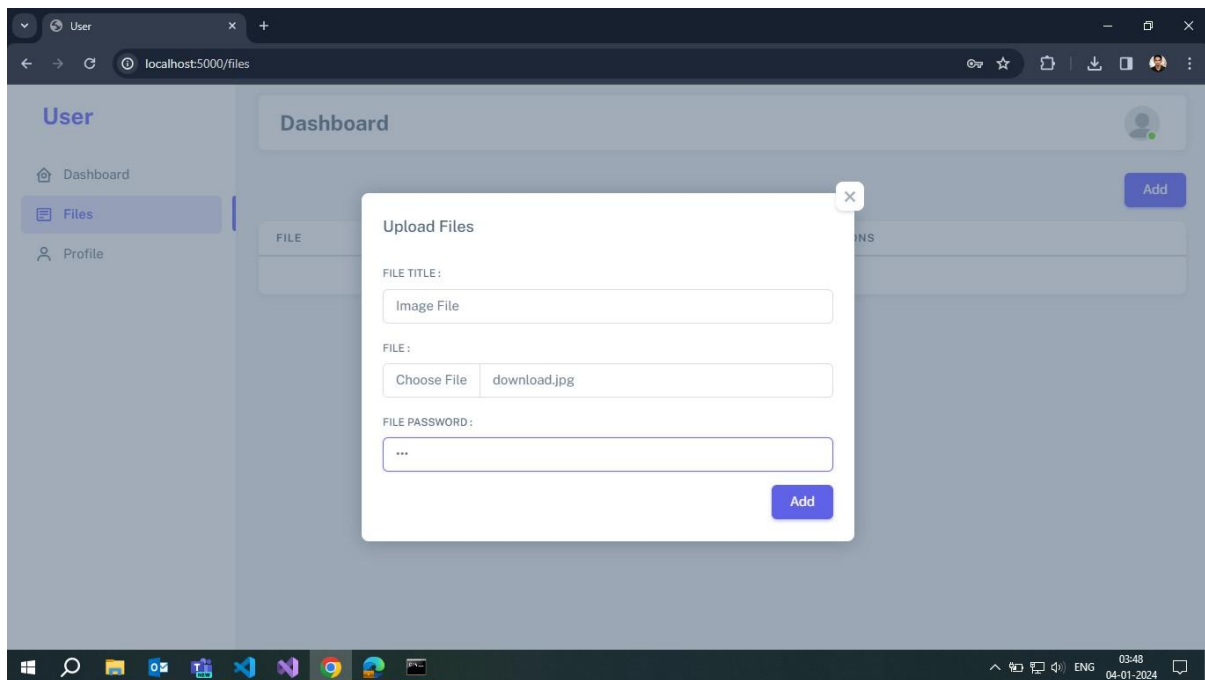 User
localhost:5000/files
User
Dashboard
Dashboard
Files
Profile
Add
FILE
ONS
Upload Files
FILE TITLE :
Image File
FILE :
Choose File download.jpg
FILE PASSWORD :
...
Add
ENG
03:48
04-01-2024